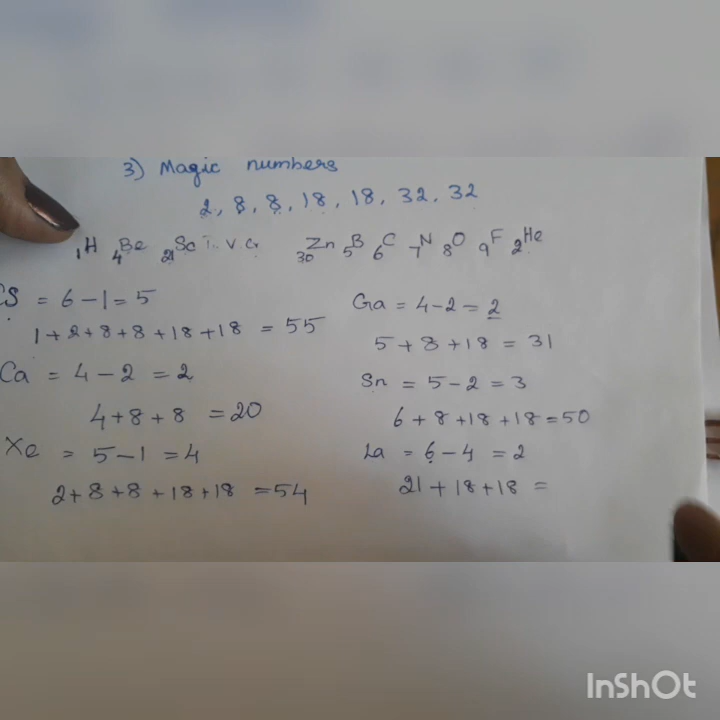 3) Magic numbers
2, 8, 8, 18, 18, 32, 32
1H 4Be 21Sc Ti V Cr 30Zn 5B 6C 7N 8O 9F 2He
CS = 6-1=5
1+2+8+8+18+18 = 55
Ca = 4-2 = 2
4+8+8 = 20
Xe = 5-1 = 4
2+8+8+18+18 = 54
Ga = 4-2 = 2
5+8+18 = 31
Sn = 5-2 = 3
6+8+18+18=50
La = 6-4 = 2
21+18+18 =
InShOt